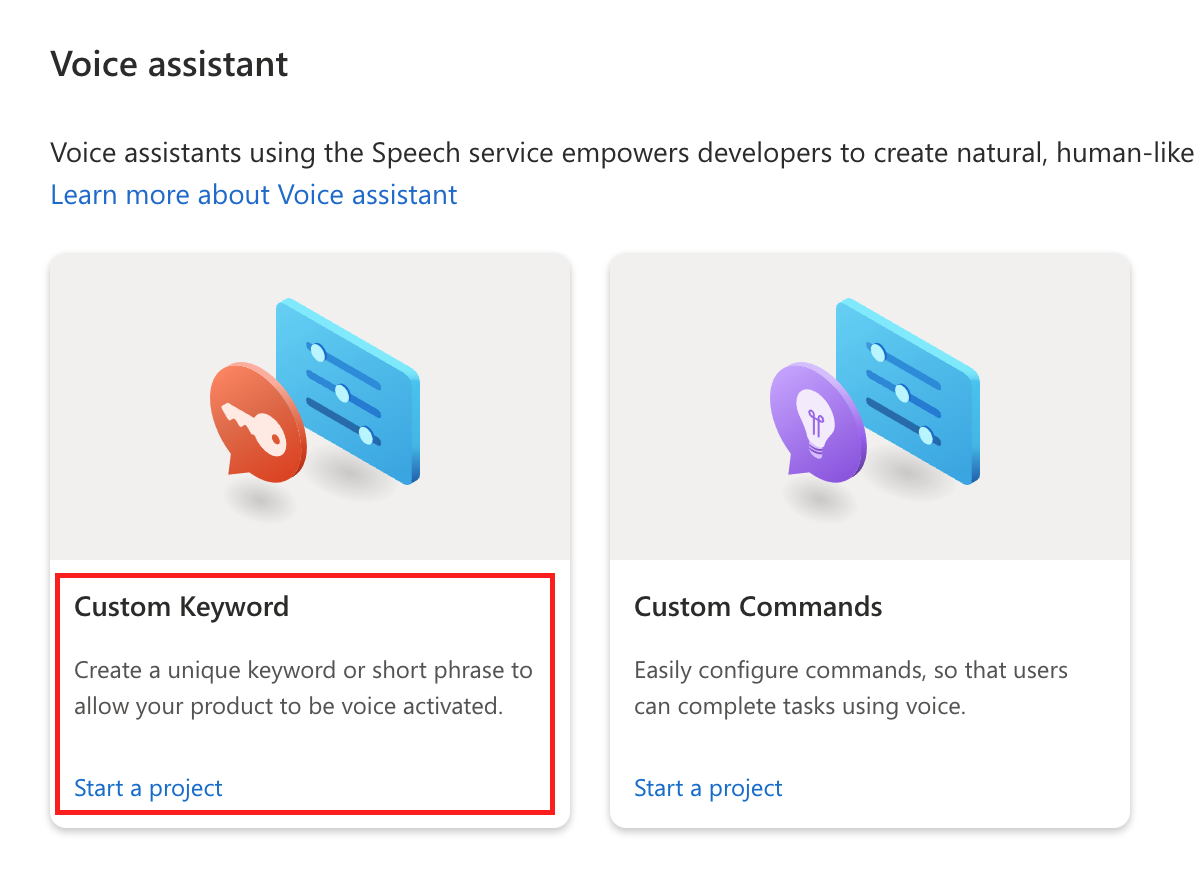 Voice assistant
Voice assistants using the Speech service empowers developers to create natural, human-like
Learn more about Voice assistant
Custom Keyword
Create a unique keyword or short phrase to
allow your product to be voice activated.
Start a project
Custom Commands
Easily configure commands, so that users
can complete tasks using voice.
Start a project